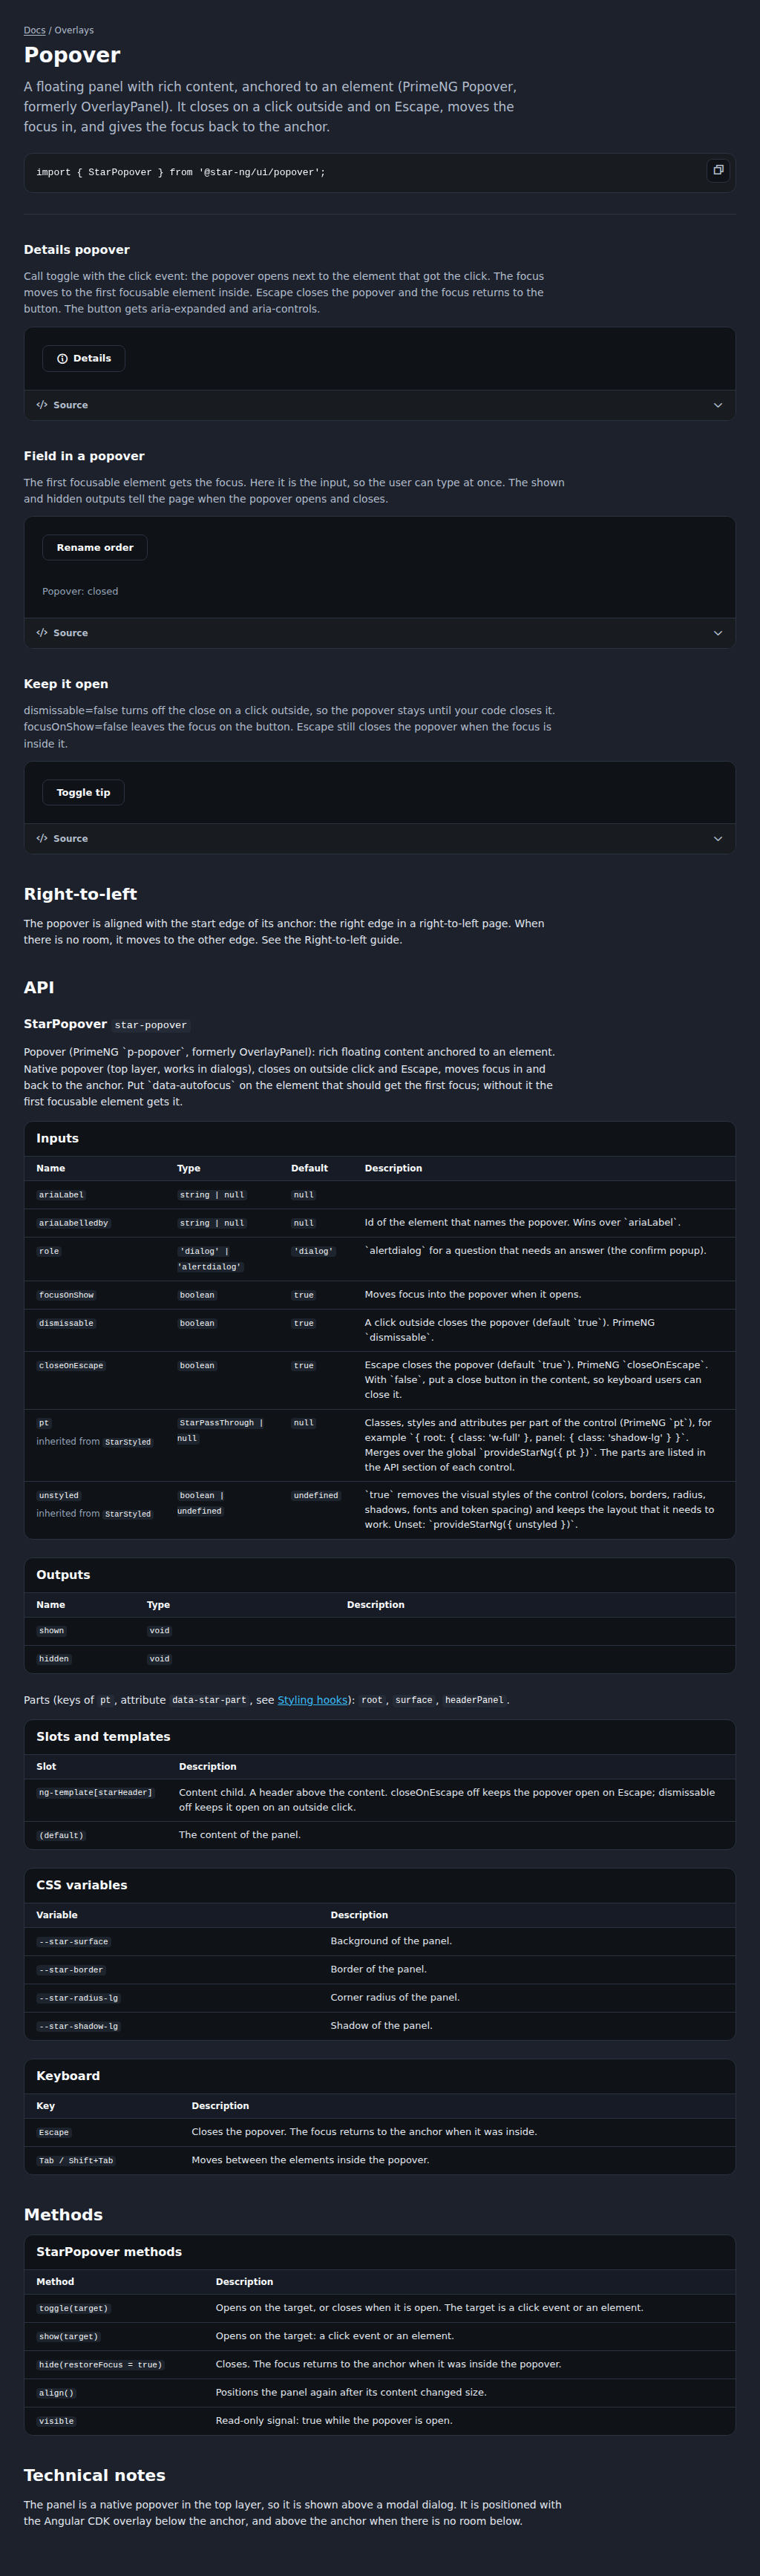 Docs / Overlays
Popover
A floating panel with rich content, anchored to an element (PrimeNG Popover,
formerly OverlayPanel). It closes on a click outside and on Escape, moves the
focus in, and gives the focus back to the anchor.
import { StarPopover } from '@star-ng/ui/popover';
Details popover
Call toggle with the click event: the popover opens next to the element that got the click. The focus
moves to the first focusable element inside. Escape closes the popover and the focus returns to the
button. The button gets aria-expanded and aria-controls.
Details
Source
Field in a popover
The first focusable element gets the focus. Here it is the input, so the user can type at once. The shown
and hidden outputs tell the page when the popover opens and closes.
Rename order
Popover: closed
Source
Keep it open
dismissable=false turns off the close on a click outside, so the popover stays until your code closes it.
focusOnShow=false leaves the focus on the button. Escape still closes the popover when the focus is
inside it.
Toggle tip
Source
Right-to-left
The popover is aligned with the start edge of its anchor: the right edge in a right-to-left page. When
there is no room, it moves to the other edge. See the Right-to-left guide.
API
StarPopover star-popover
Popover (PrimeNG `p-popover`, formerly OverlayPanel): rich floating content anchored to an element.
Native popover (top layer, works in dialogs), closes on outside click and Escape, moves focus in and
back to the anchor. Put `data-autofocus` on the element that should get the first focus; without it the
first focusable element gets it.
Inputs
Name Type Default Description
ariaLabel string | null null
ariaLabelledby string | null null Id of the element that names the popover. Wins over `ariaLabel`.
role 'dialog' | 'dialog' `alertdialog` for a question that needs an answer (the confirm popup).
'alertdialog'
focusOnShow boolean true Moves focus into the popover when it opens.
dismissable boolean true A click outside closes the popover (default `true`). PrimeNG
`dismissable`.
closeOnEscape boolean true Escape closes the popover (default `true`). PrimeNG `closeOnEscape`.
With `false`, put a close button in the content, so keyboard users can
close it.
pt StarPassThrough | null Classes, styles and attributes per part of the control (PrimeNG `pt`), for
inherited from StarStyled null example `{ root: { class: 'w-full' }, panel: { class: 'shadow-lg' } }`.
Merges over the global `provideStarNg({ pt })`. The parts are listed in
the API section of each control.
unstyled boolean | undefined `true` removes the visual styles of the control (colors, borders, radius,
inherited from StarStyled undefined shadows, fonts and token spacing) and keeps the layout that it needs to
work. Unset: `provideStarNg({ unstyled })`.
Outputs
Name Type Description
shown void
hidden void
Parts (keys of pt, attribute data-star-part, see Styling hooks): root, surface, headerPanel.
Slots and templates
Slot Description
ng-template[starHeader] Content child. A header above the content. closeOnEscape off keeps the popover open on Escape; dismissable
off keeps it open on an outside click.
(default) The content of the panel.
CSS variables
Variable Description
--star-surface Background of the panel.
--star-border Border of the panel.
--star-radius-lg Corner radius of the panel.
--star-shadow-lg Shadow of the panel.
Keyboard
Key Description
Escape Closes the popover. The focus returns to the anchor when it was inside.
Tab / Shift+Tab Moves between the elements inside the popover.
Methods
StarPopover methods
Method Description
toggle(target) Opens on the target, or closes when it is open. The target is a click event or an element.
show(target) Opens on the target: a click event or an element.
hide(restoreFocus = true) Closes. The focus returns to the anchor when it was inside the popover.
align() Positions the panel again after its content changed size.
visible Read-only signal: true while the popover is open.
Technical notes
The panel is a native popover in the top layer, so it is shown above a modal dialog. It is positioned with
the Angular CDK overlay below the anchor, and above the anchor when there is no room below.